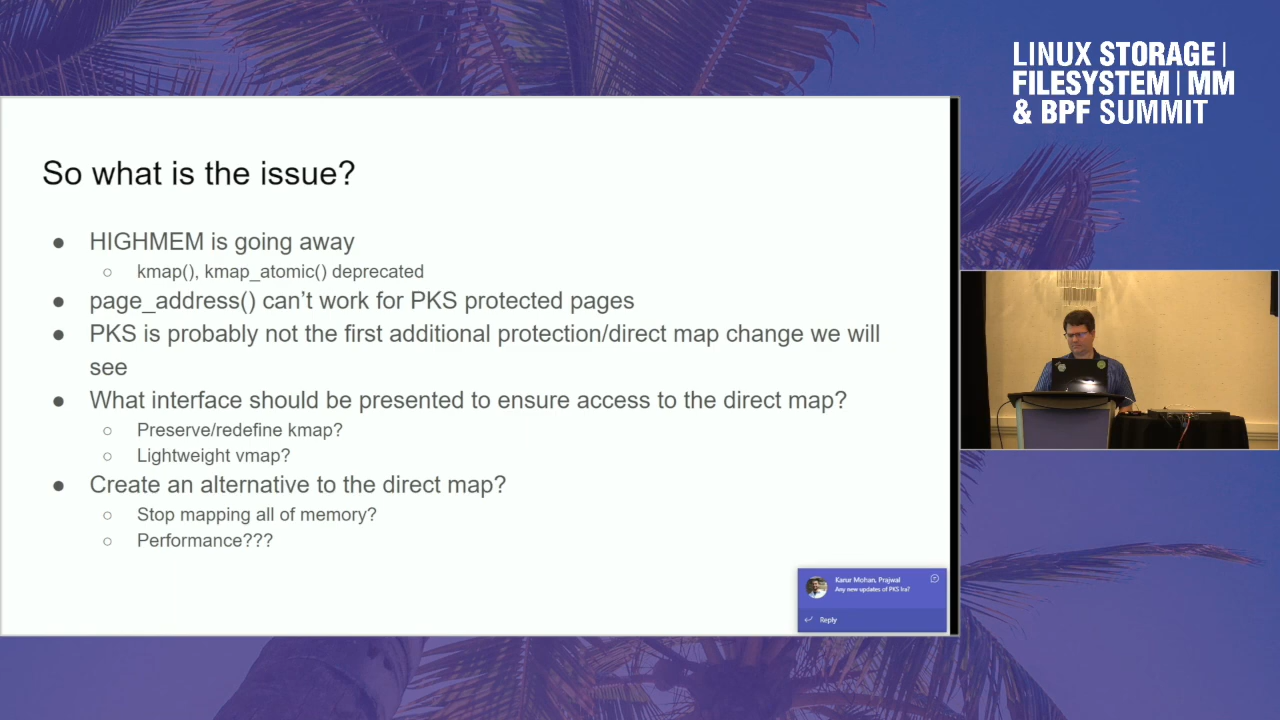 LINUX STORAGE |
FILESYSTEM | MM
& BPF SUMMIT
So what is the issue?
● HIGHMEM is going away
○ kmap(), kmap_atomic() deprecated
● page_address() can't work for PKS protected pages
● PKS is probably not the first additional protection/direct map change we will
see
● What interface should be presented to ensure access to the direct map?
○ Preserve/redefine kmap?
○ Lightweight vmap?
● Create an alternative to the direct map?
○ Stop mapping all of memory?
○ Performance???
Karur Mohan, Prajwal
Any new updates of PKS Ira?
Reply